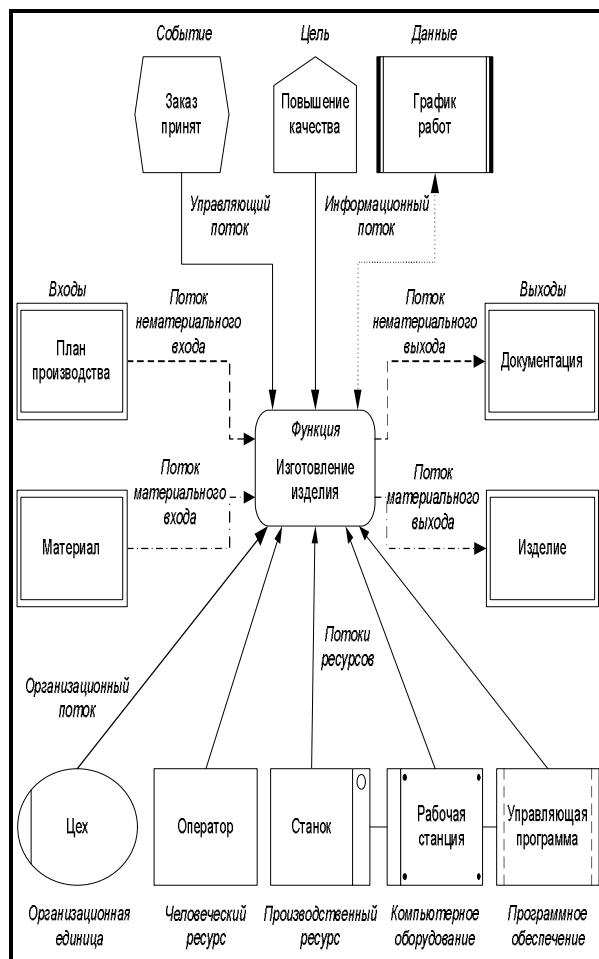 Событие
Цель
Данные
Заказ
принят
Повышение
качества
График
работ
Управляющий
поток
Информационный
поток
Входы
Поток
нематериального
входа
Поток
нематериального
выхода
Выходы
План
производства
Документация
Функция
Изготовление
изделия
Поток
материального
входа
Поток
материального
выхода
Материал
Изделие
Потоки
ресурсов
Организационный
поток
Цех
Оператор
Станок
Рабочая
станция
Управляющая
программа
Организационная
единица
Человеческий
ресурс
Производственный
ресурс
Компьютерное
оборудование
Программное
обеспечение